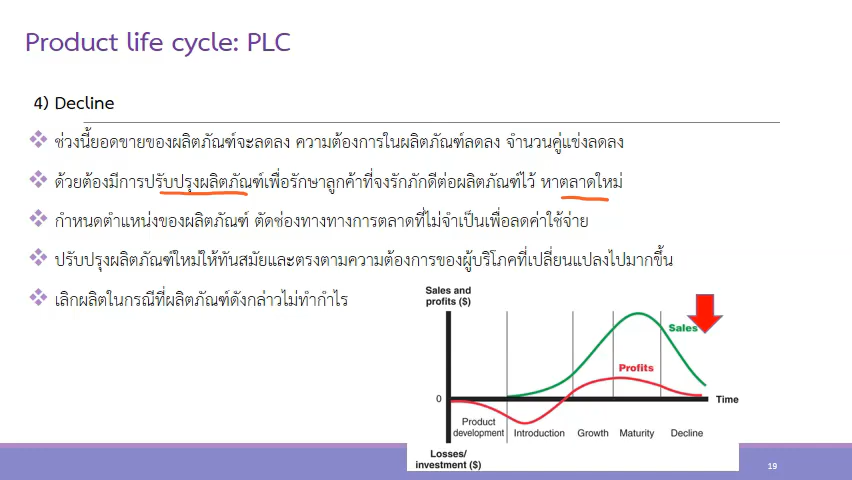 Product life cycle: PLC
4) Decline
ช่วงนี้ยอดขายของผลิตภัณฑ์จะลดลง ความต้องการในผลิตภัณฑ์ลดลง จำนวนคู่แข่งลดลง
ด้วยต้องมีการปรับปรุงผลิตภัณฑ์เพื่อรักษาลูกค้าที่จงรักภักดีต่อผลิตภัณฑ์ไว้ หาตลาดใหม่
กำหนดตำแหน่งของผลิตภัณฑ์ ตัดช่องทางทางการตลาดที่ไม่จำเป็นเพื่อลดค่าใช้จ่าย
ปรับปรุงผลิตภัณฑ์ใหม่ให้ทันสมัยและตรงตามความต้องการของผู้บริโภคที่เปลี่ยนแปลงไปมากขึ้น
เลิกผลิตในกรณีที่ผลิตภัณฑ์ดังกล่าวไม่ทำกำไร
Sales and
profits ($)
Sales
Profits
0
Time
Product
development
Introduction
Growth
Maturity
Decline
Losses/
investment ($)
19